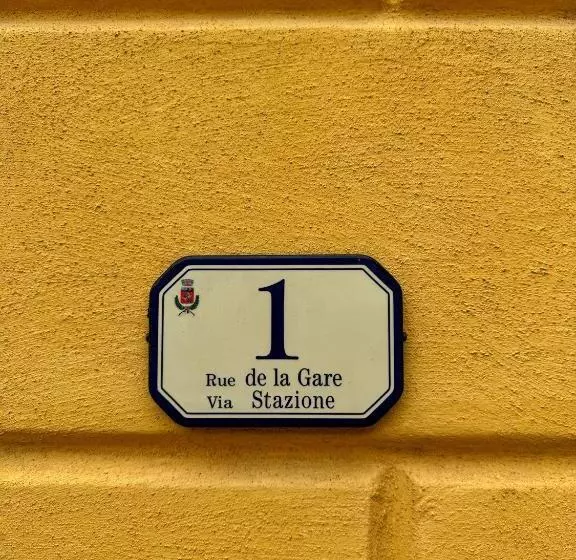 1
Rue de la Gare
Via Stazione